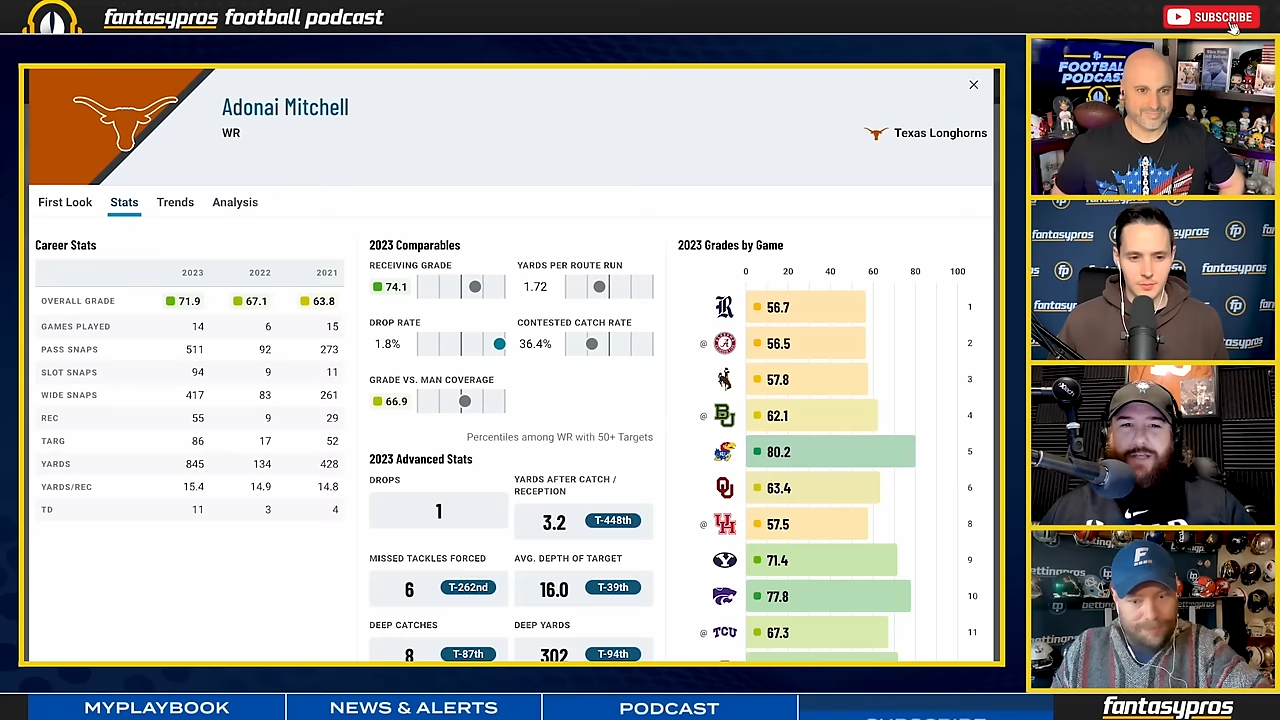 fantasypros football podcast
SUBSCRIBE
Adonai Mitchell
WR
Texas Longhorns
First Look Stats Trends Analysis
Career Stats
2023 2022 2021
OVERALL GRADE 71.9 67.1 63.8
GAMES PLAYED 14 6 15
PASS SNAPS 511 92 273
SLOT SNAPS 94 9 11
WIDE SNAPS 417 83 261
REC 55 9 29
TARG 86 17 52
YARDS 845 134 428
YARDS/REC 15.4 14.9 14.8
TD 11 3 4
2023 Comparables
RECEIVING GRADE YARDS PER ROUTE RUN
74.1 1.72
DROP RATE CONTESTED CATCH RATE
1.8% 36.4%
GRADE VS. MAN COVERAGE
66.9
Percentiles among WR with 50+ Targets
2023 Advanced Stats
DROPS
1
YARDS AFTER CATCH /
RECEPTION
3.2 T-448th
MISSED TACKLES FORCED
6 T-262nd
AVG. DEPTH OF TARGET
16.0 T-39th
DEEP CATCHES
8 T-87th
DEEP YARDS
302 T-94th
2023 Grades by Game
0 20 40 60 80 100
R 56.7 1
@ A 56.5 2
57.8 3
@ BU 62.1 4
80.2 5
OU 63.4 6
@ UH 57.5 8
Y 71.4 9
77.8 10
@ TCU 67.3 11
fp
FOOTBALL
PODCAST
fantasypros
fp
fantasypros
MYPLAYBOOK
NEWS & ALERTS
PODCAST
SUBSCRIBE
fantasypros